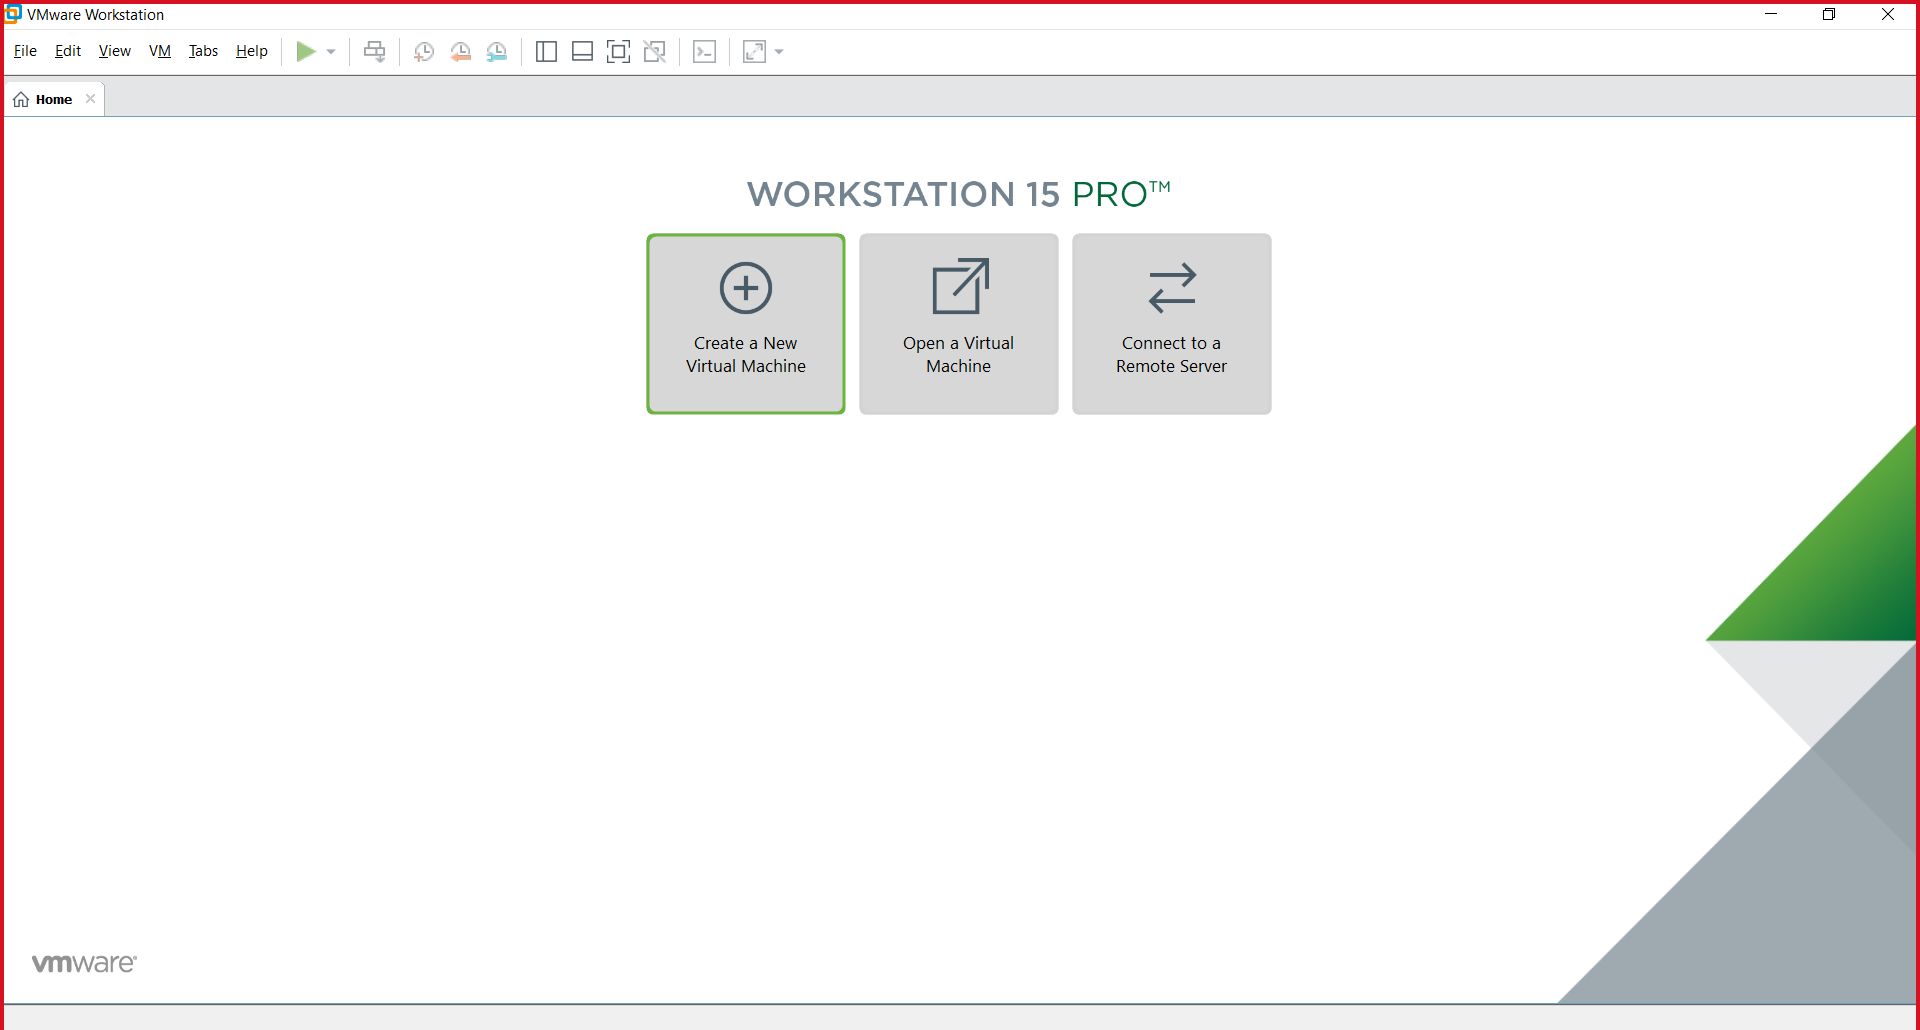 VMware Workstation
File Edit View VM Tabs Help
Home
WORKSTATION 15 PRO™
Create a New
Virtual Machine
Open a Virtual
Machine
Connect to a
Remote Server
vmware®